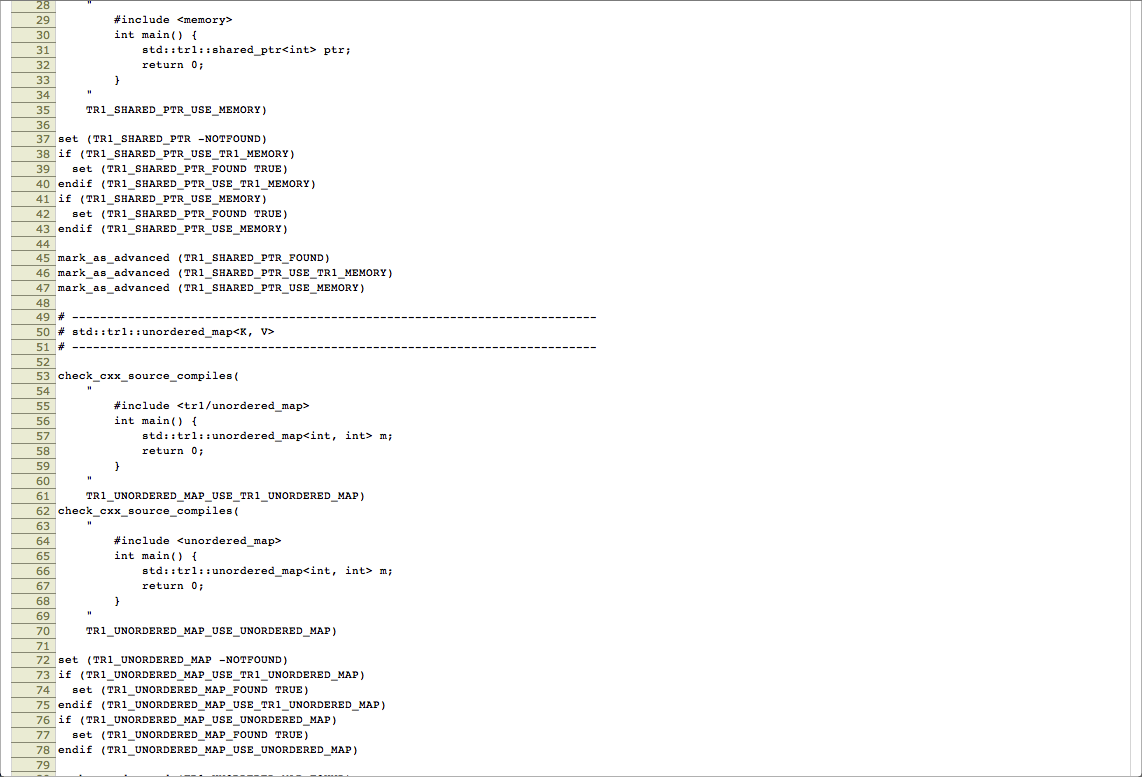 28     "
29         #include <memory>
30         int main() {
31             std::tr1::shared_ptr<int> ptr;
32             return 0;
33         }
34     "
35     TR1_SHARED_PTR_USE_MEMORY)
36
37 set (TR1_SHARED_PTR -NOTFOUND)
38 if (TR1_SHARED_PTR_USE_TR1_MEMORY)
39   set (TR1_SHARED_PTR_FOUND TRUE)
40 endif (TR1_SHARED_PTR_USE_TR1_MEMORY)
41 if (TR1_SHARED_PTR_USE_MEMORY)
42   set (TR1_SHARED_PTR_FOUND TRUE)
43 endif (TR1_SHARED_PTR_USE_MEMORY)
44
45 mark_as_advanced (TR1_SHARED_PTR_FOUND)
46 mark_as_advanced (TR1_SHARED_PTR_USE_TR1_MEMORY)
47 mark_as_advanced (TR1_SHARED_PTR_USE_MEMORY)
48
49 # ---------------------------------------------------------------------------
50 # std::tr1::unordered_map<K, V>
51 # ---------------------------------------------------------------------------
52
53 check_cxx_source_compiles(
54     "
55         #include <tr1/unordered_map>
56         int main() {
57             std::tr1::unordered_map<int, int> m;
58             return 0;
59         }
60     "
61     TR1_UNORDERED_MAP_USE_TR1_UNORDERED_MAP)
62 check_cxx_source_compiles(
63     "
64         #include <unordered_map>
65         int main() {
66             std::tr1::unordered_map<int, int> m;
67             return 0;
68         }
69     "
70     TR1_UNORDERED_MAP_USE_UNORDERED_MAP)
71
72 set (TR1_UNORDERED_MAP -NOTFOUND)
73 if (TR1_UNORDERED_MAP_USE_TR1_UNORDERED_MAP)
74   set (TR1_UNORDERED_MAP_FOUND TRUE)
75 endif (TR1_UNORDERED_MAP_USE_TR1_UNORDERED_MAP)
76 if (TR1_UNORDERED_MAP_USE_UNORDERED_MAP)
77   set (TR1_UNORDERED_MAP_FOUND TRUE)
78 endif (TR1_UNORDERED_MAP_USE_UNORDERED_MAP)
79